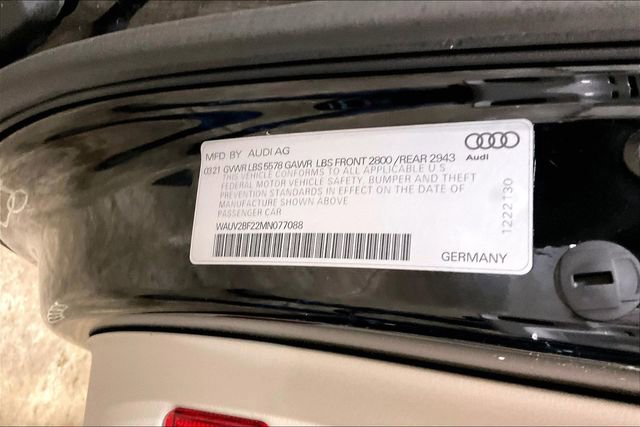 MFD. BY AUDI AG
0321 GVWR LBS 5578 GAWR LBS FRONT 2800 /REAR 2943
THIS VEHICLE CONFORMS TO ALL APPLICABLE U.S.
FEDERAL MOTOR VEHICLE SAFETY, BUMPER AND THEFT
PREVENTION STANDARDS IN EFFECT ON THE DATE OF
MANUFACTURE SHOWN ABOVE
PASSENGER CAR
WAUV2BF22MN077088
GERMANY
Audi
1222130